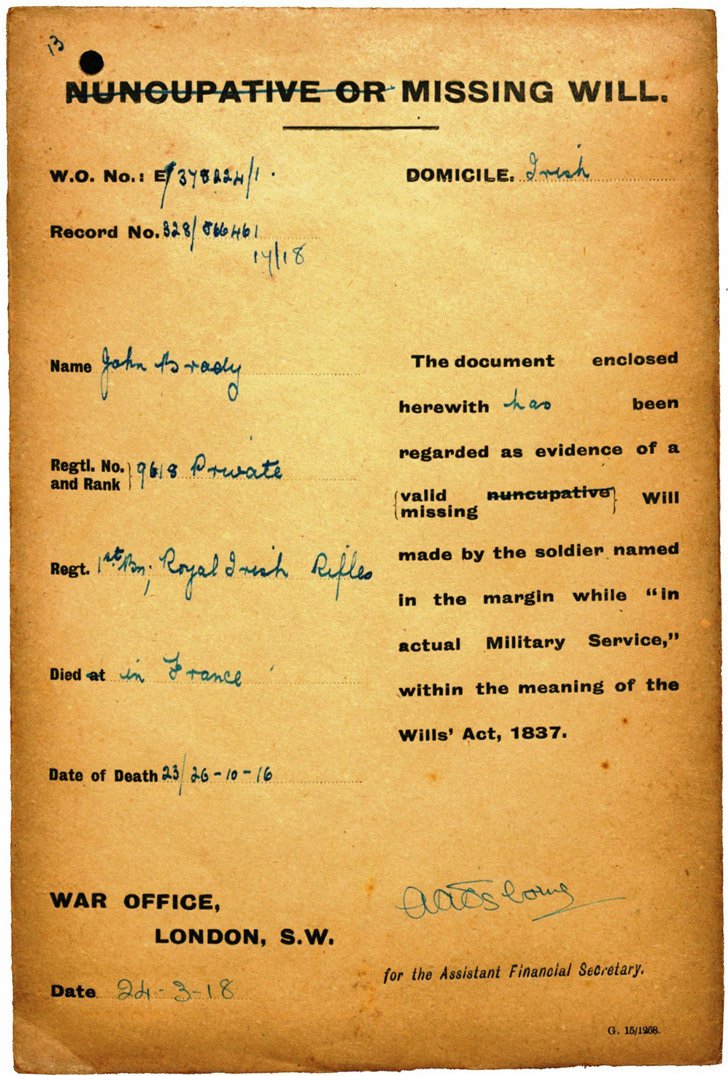 13
NUNCUPATIVE OR MISSING WILL.
W.O. No.: E/378224/1.
DOMICILE. Irish
Record No. 328/866461
17/18
Name John Brady
Regtl. No. and Rank } 9618 Private
Regt. 1st Bn; Royal Irish Rifles
Died at in France
Date of Death 23/26-10-16
The document enclosed
herewith has been
regarded as evidence of a
{valid nuncupative} Will
{missing
made by the soldier named
in the margin while "in
actual Military Service,"
within the meaning of the
Wills' Act, 1837.
WAR OFFICE,
LONDON, S.W.
Date 24-3-18
for the Assistant Financial Secretary.
G. 15/1268.